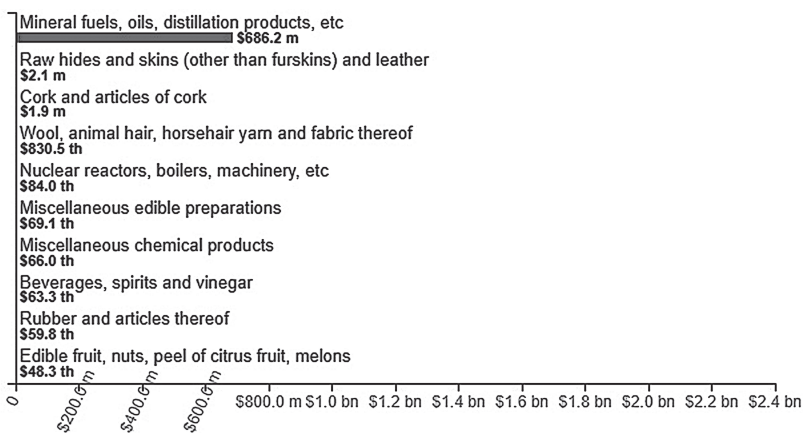 Mineral fuels, oils, distillation products, etc
$686.2 m
Raw hides and skins (other than furskins) and leather
$2.1 m
Cork and articles of cork
$1.9 m
Wool, animal hair, horsehair yarn and fabric thereof
$830.5 th
Nuclear reactors, boilers, machinery, etc
$84.0 th
Miscellaneous edible preparations
$69.1 th
Miscellaneous chemical products
$66.0 th
Beverages, spirits and vinegar
$63.3 th
Rubber and articles thereof
$59.8 th
Edible fruit, nuts, peel of citrus fruit, melons
$48.3 th
0 $200.0 m $400.0 m $600.0 m $800.0 m $1.0 bn $1.2 bn $1.4 bn $1.6 bn $1.8 bn $2.0 bn $2.2 bn $2.4 bn